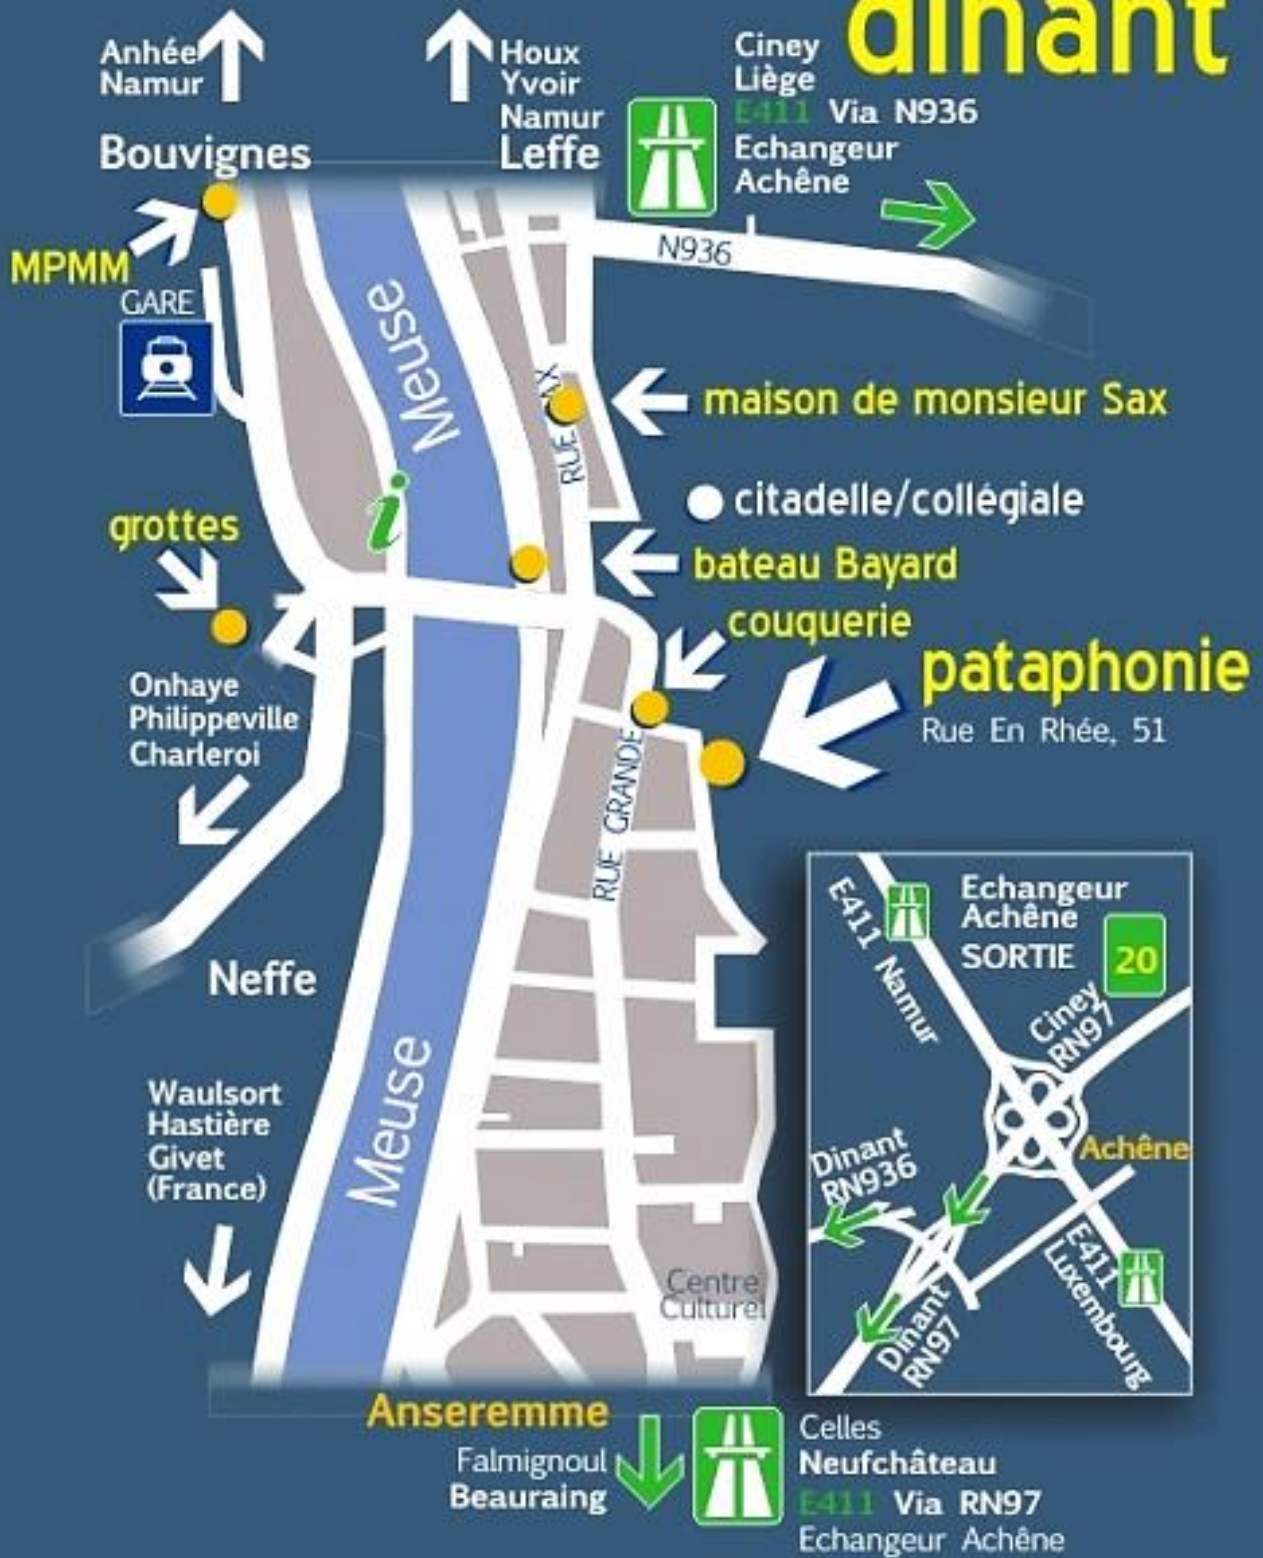 dinant
Anhée
Namur
Houx
Yvoir
Namur
Ciney
Liège
E411 Via N936
Echangeur
Achêne
Bouvignes
Leffe
N936
MPMM
GARE
Meuse
maison de monsieur Sax
RUE SAX
citadelle/collégiale
i
grottes
bateau Bayard
couquerie
pataphonie
Rue En Rhée, 51
Onhaye
Philippeville
Charleroi
RUE GRANDE
Neffe
Meuse
Waulsort
Hastière
Givet
(France)
Centre
Culturel
E411 Namur
Echangeur
Achêne
SORTIE 20
Ciney
RN97
Achêne
Dinant
RN936
E411
Luxembourg
Dinant
RN97
Anseremme
Falmignoul
Beauraing
Celles
Neufchâteau
E411 Via RN97
Echangeur Achêne